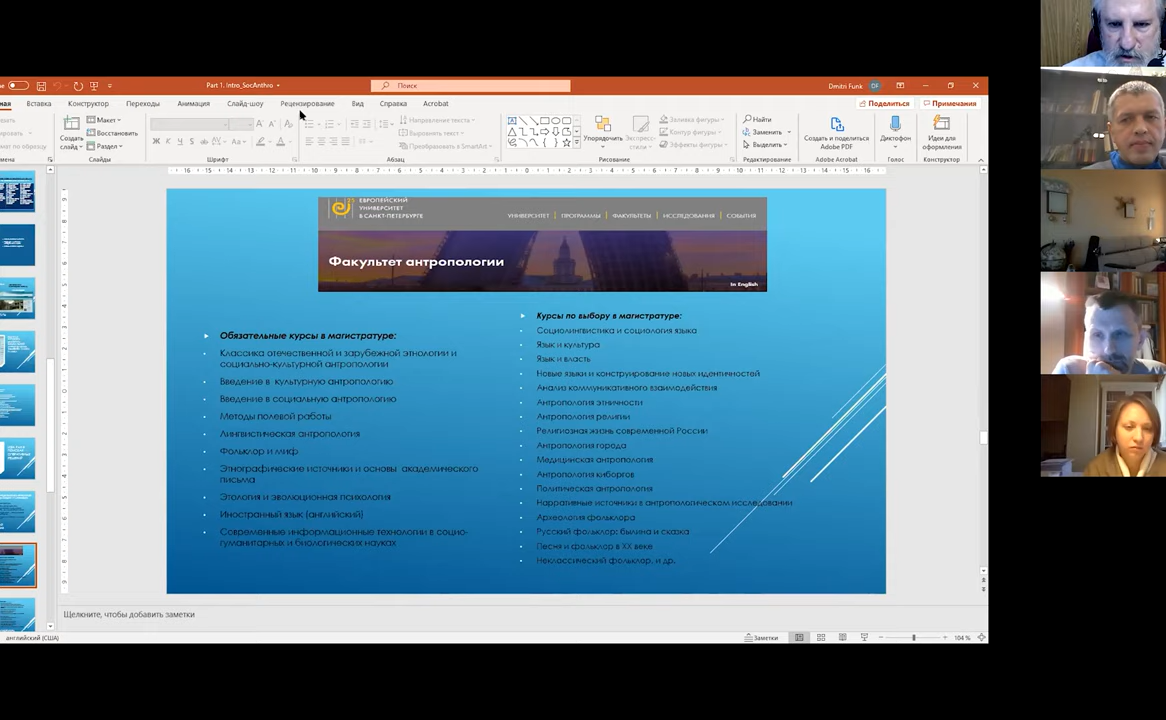 Part 1. Intro_SocAnthro
Поиск
Dmitri Funk
DF
Вставка
Конструктор
Переходы
Анимация
Слайд-шоу
Рецензирование
Вид
Справка
Acrobat
Поделиться
Примечания
Создать слайд
Макет
Восстановить
Раздел
Слайды
Шрифт
Направление текста
Выровнять текст
Преобразовать в SmartArt
Абзац
Упорядочить
Экспресс-стили
Заливка фигуры
Контур фигуры
Эффекты фигуры
Рисование
Найти
Заменить
Выделить
Редактирование
Создать и поделиться Adobe PDF
Adobe Acrobat
Диктофон
Голос
Идеи для оформления
Конструктор
ЕВРОПЕЙСКИЙ
УНИВЕРСИТЕТ
В САНКТ-ПЕТЕРБУРГЕ
УНИВЕРСИТЕТ | ПРОГРАММЫ | ФАКУЛЬТЕТЫ | ИССЛЕДОВАНИЯ | СОБЫТИЯ
Факультет антропологии
In English
Обязательные курсы в магистратуре:
Классика отечественной и зарубежной этнологии и
социально-культурной антропологии
Введение в культурную антропологию
Введение в социальную антропологию
Методы полевой работы
Лингвистическая антропология
Фольклор и миф
Этнографические источники и основы академического
письма
Этология и эволюционная психология
Иностранный язык (английский)
Современные информационные технологии в социо-
гуманитарных и биологических науках
Курсы по выбору в магистратуре:
Социолингвистика и социология языка
Язык и культура
Язык и власть
Новые языки и конструирование новых идентичностей
Анализ коммуникативного взаимодействия
Антропология этничности
Антропология религии
Религиозная жизнь современной России
Антропология города
Медицинская антропология
Антропология киборгов
Политическая антропология
Нарративные источники в антропологическом исследовании
Археология фольклора
Русский фольклор: былина и сказка
Песня и фольклор в XX веке
Неклассический фольклор, и др.
Щелкните, чтобы добавить заметки
английский (США)
Заметки
104 %